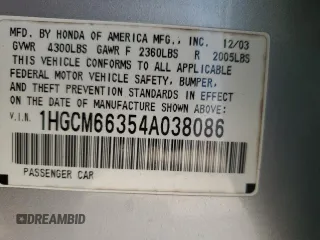 MFD. BY HONDA OF AMERICA MFG., INC. 12/03
GVWR 4300LBS GAWR F 2360LBS R 2005LBS
THIS VEHICLE CONFORMS TO ALL APPLICABLE
FEDERAL MOTOR VEHICLE SAFETY, BUMPER,
AND THEFT PREVENTION STANDARDS IN EFFECT
ON THE DATE OF MANUFACTURE SHOWN ABOVE.
V.I.N. 1HGCM66354A038086
PASSENGER CAR
DREAMBID